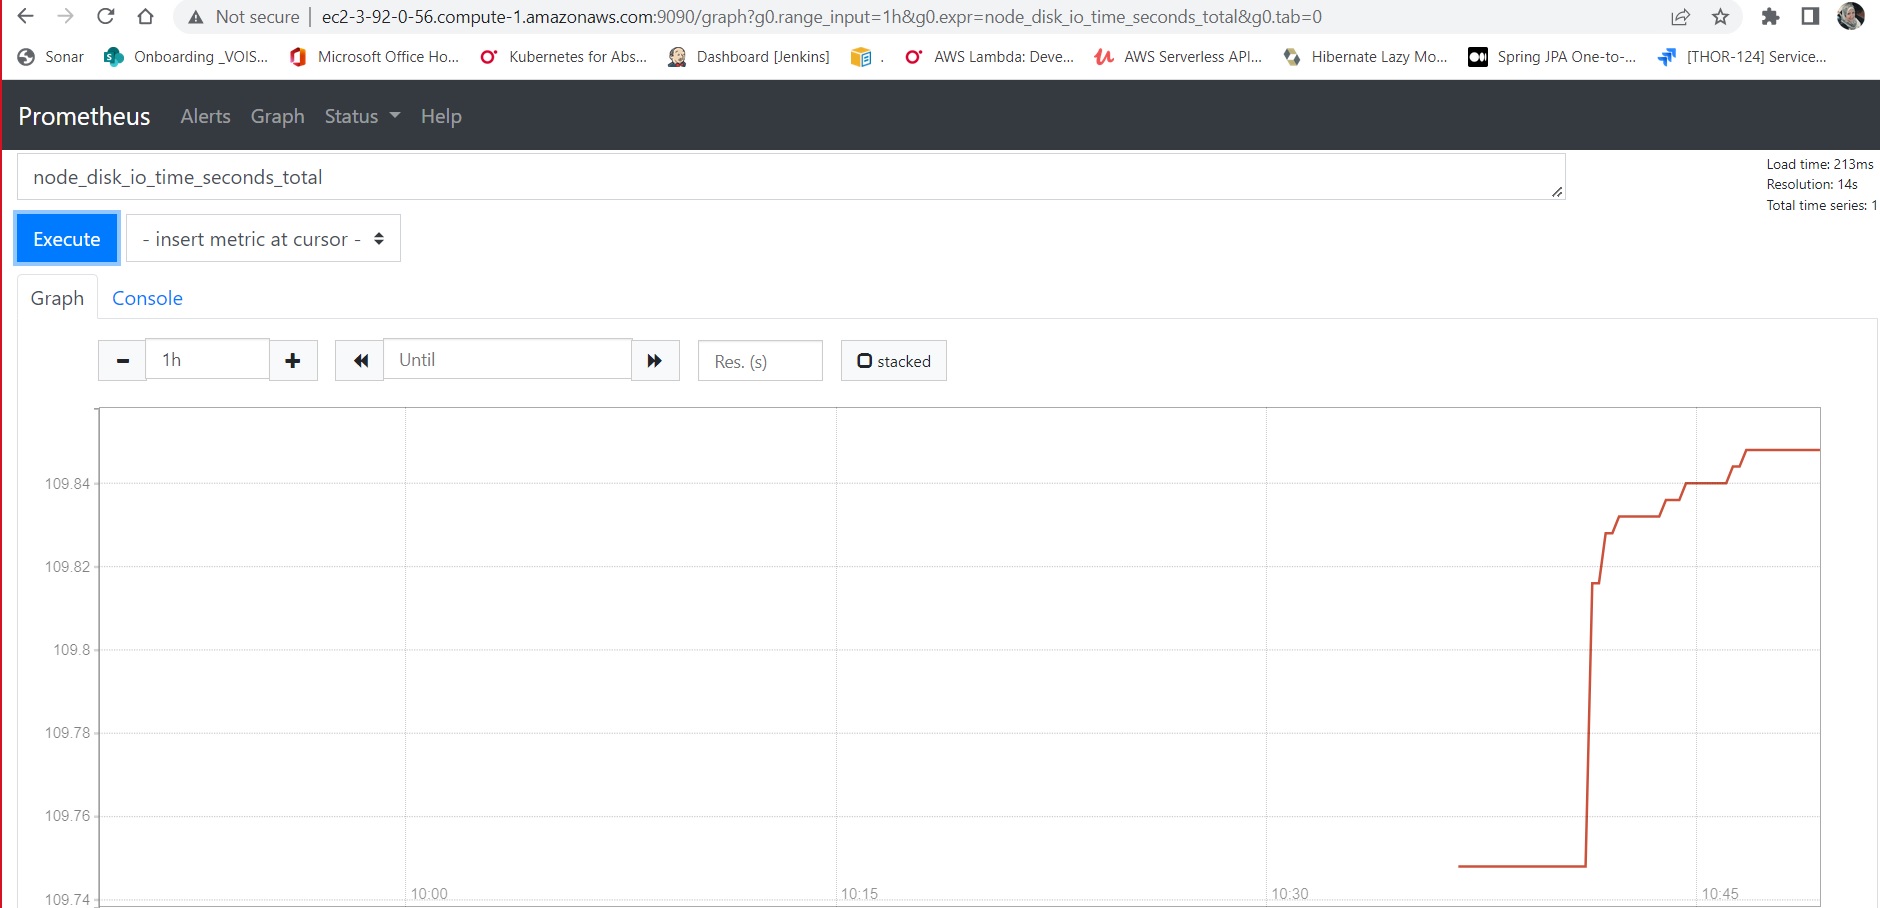 Not secure | ec2-3-92-0-56.compute-1.amazonaws.com:9090/graph?g0.range_input=1h&g0.expr=node_disk_io_time_seconds_total&g0.tab=0
Sonar Onboarding _VOIS... Microsoft Office Ho... Kubernetes for Abs... Dashboard [Jenkins] . AWS Lambda: Deve... AWS Serverless API... Hibernate Lazy Mo... Spring JPA One-to-... [THOR-124] Service...
Prometheus Alerts Graph Status Help
node_disk_io_time_seconds_total
Load time: 213ms
Resolution: 14s
Total time series: 1
Execute - insert metric at cursor -
Graph Console
1h Until Res. (s) stacked
109.84
109.82
109.8
109.78
109.76
109.74
10:00 10:15 10:30 10:45